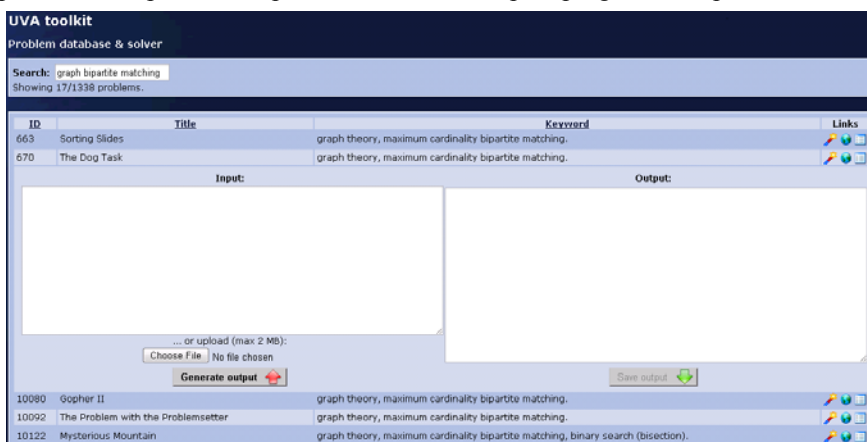 UVA toolkit
Problem database & solver
Search: graph bipartite matching
Showing 17/1338 problems.
ID Title Keyword Links
663 Sorting Slides graph theory, maximum cardinality bipartite matching.
670 The Dog Task graph theory, maximum cardinality bipartite matching.
Input: Output:
... or upload (max 2 MB):
Choose File No file chosen
Generate output Save output
10080 Gopher II graph theory, maximum cardinality bipartite matching.
10092 The Problem with the Problemsetter graph theory, maximum cardinality bipartite matching.
10122 Mysterious Mountain graph theory, maximum cardinality bipartite matching, binary search (bisection).